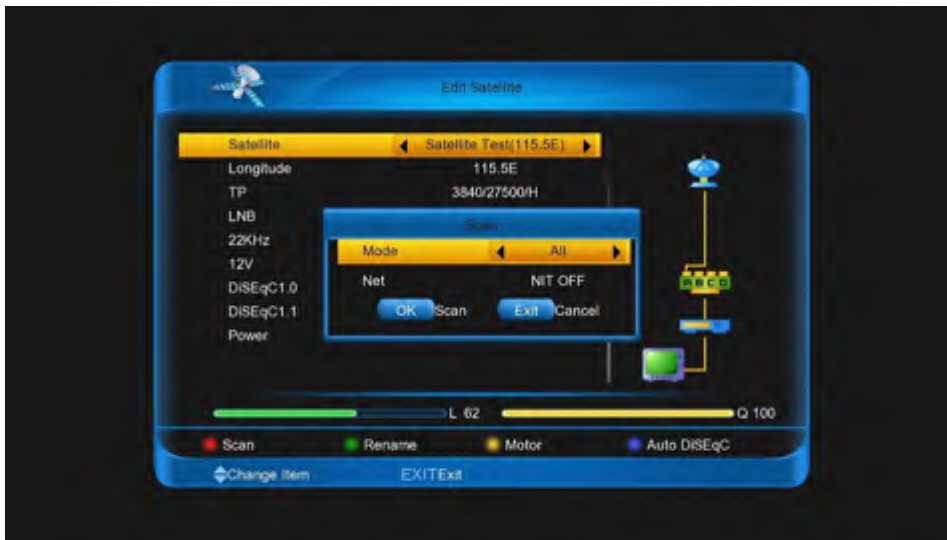 Edit Satellite
Satellite Satellite Test(115.5E)
Longitude 115.5E
TP 3840/27500/H
LNB
22KHz
12V
DiSEqC1.0
DiSEqC1.1
Power
Scan
Mode All
Net NIT OFF
OK Scan Exit Cancel
A B C D
L 62 Q 100
Scan Rename Motor Auto DiSEqC
Change Item EXIT Exit